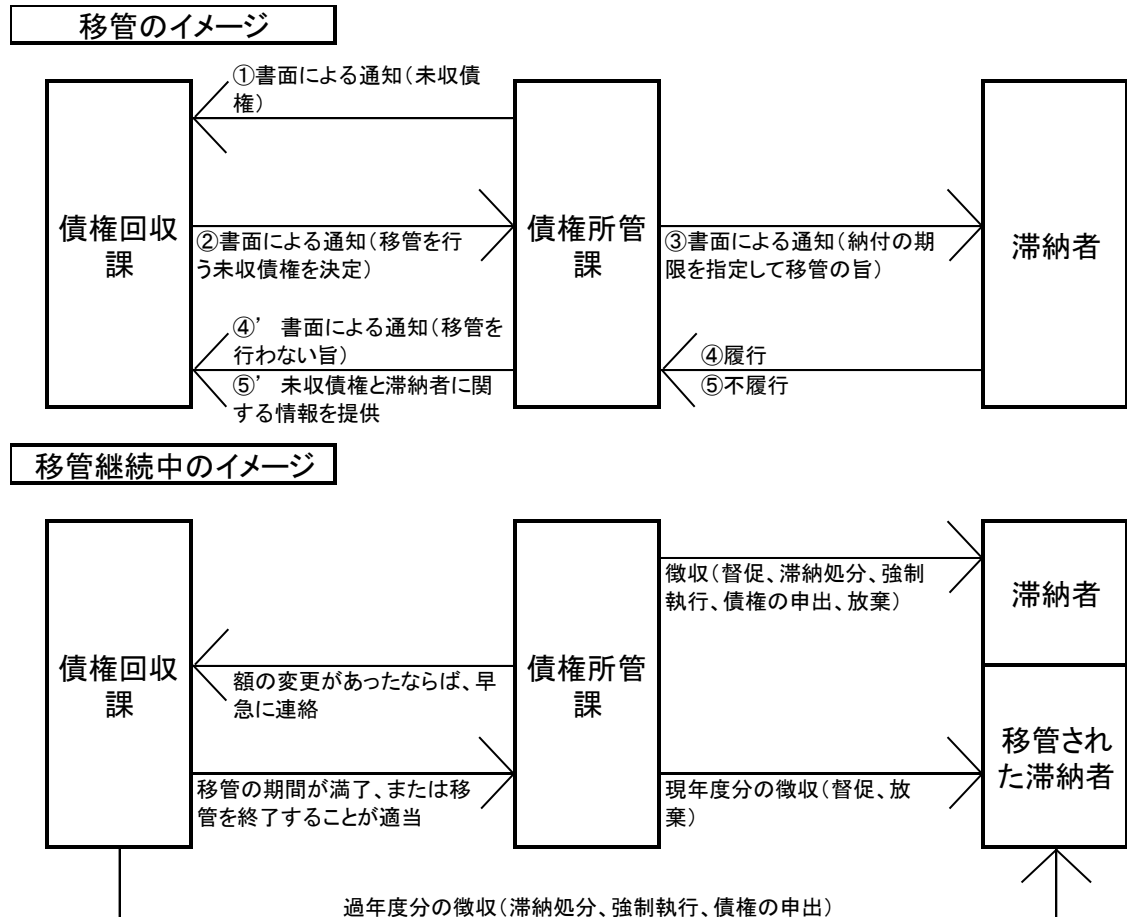 移管のイメージ
①書面による通知（未収債
権）
債権回収
課
②書面による通知（移管を行
う未収債権を決定）
債権所管
課
③書面による通知（納付の期
限を指定して移管の旨）
滞納者
④’　書面による通知（移管を
行わない旨）
⑤’　未収債権と滞納者に関
する情報を提供
④履行
⑤不履行
移管継続中のイメージ
債権回収
課
額の変更があったならば、早
急に連絡
移管の期間が満了、または移
管を終了することが適当
債権所管
課
徴収（督促、滞納処分、強制
執行、債権の申出、放棄）
滞納者
現年度分の徴収（督促、放
棄）
移管され
た滞納者
過年度分の徴収（滞納処分、強制執行、債権の申出）